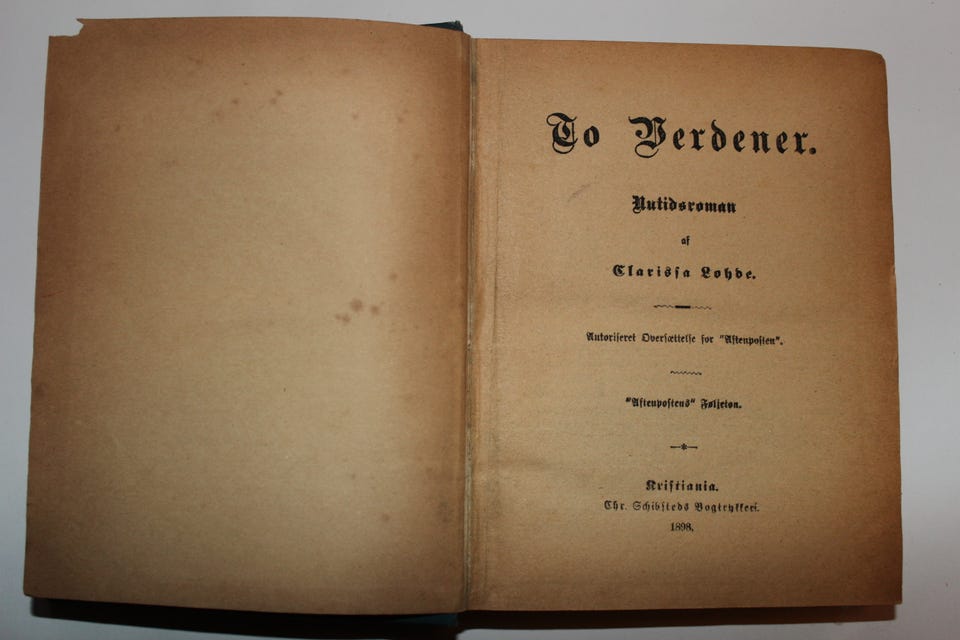 To Verdener.
Nutidsroman
af
Clarissa Lohde.
Autoriseret Oversættelse for "Aftenposten".
"Aftenpostens" Føljeton.
Kristiania.
Chr. Schibsteds Bogtrykkeri.
1898.